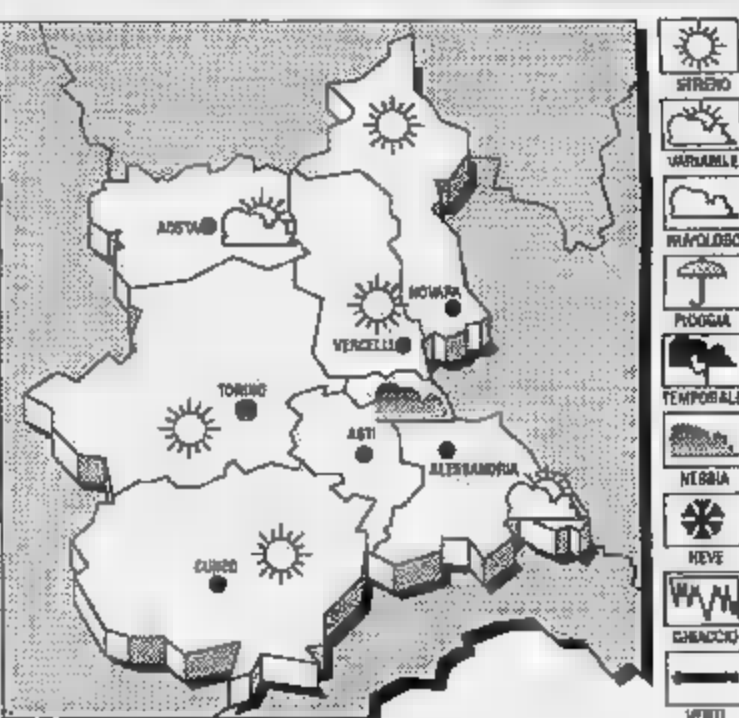 AOSTA
NOVARA
VERCELLI
TORINO
ASTI
ALESSANDRIA
CUNEO
SERENO
VARIABILE
NUVOLOSO
PIOGGIA
TEMPORALE
NEBBIA
NEVE
GHIACCIO
VENTI